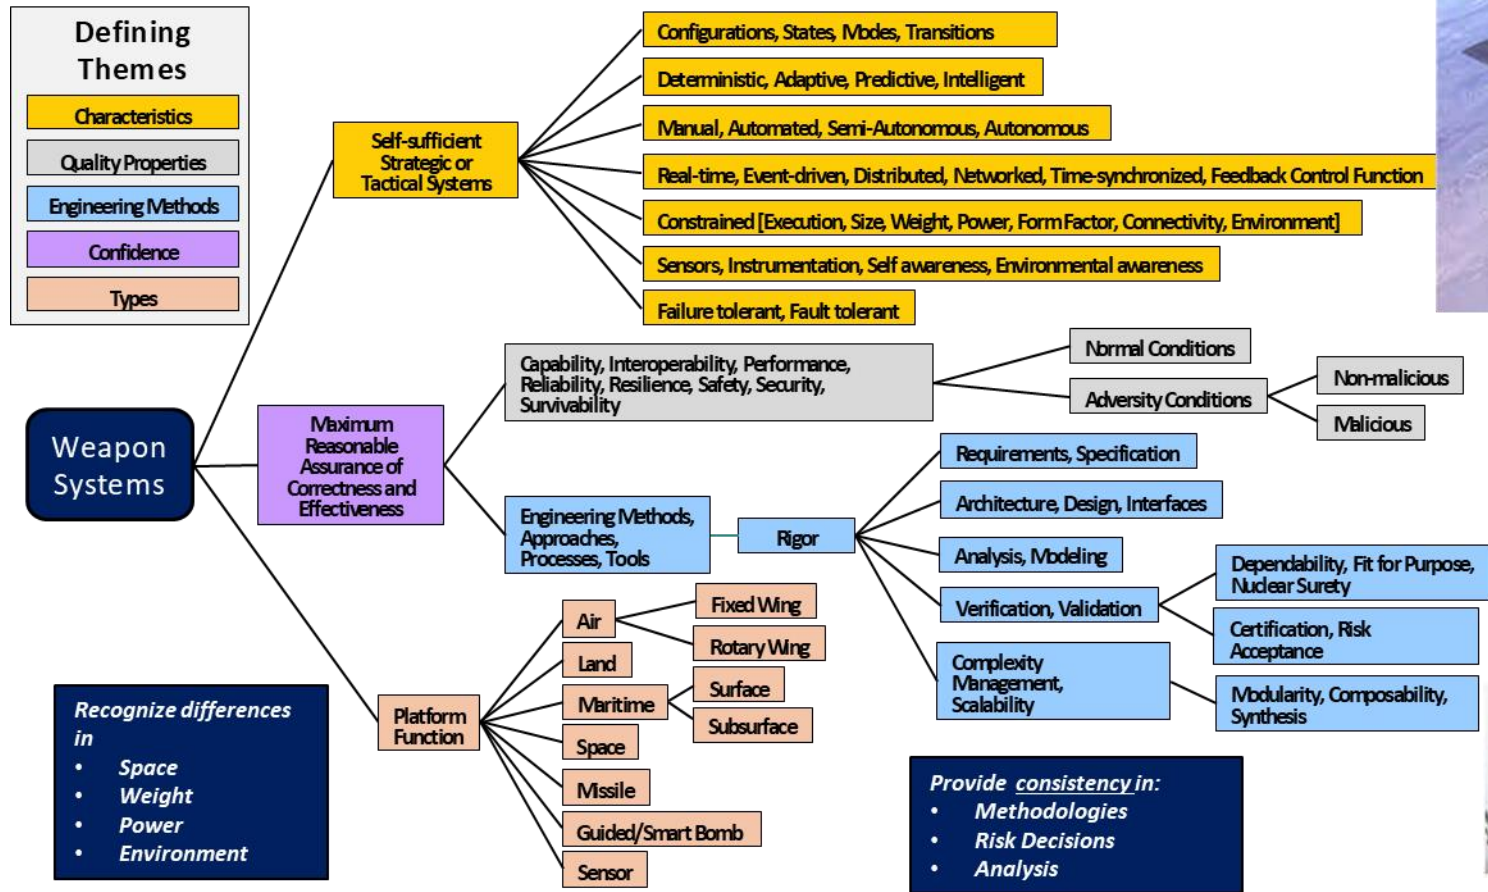 Defining
Themes
Characteristics
Quality Properties
Engineering Methods
Confidence
Types
Self-sufficient
Strategic or
Tactical Systems
Configurations, States, Modes, Transitions
Deterministic, Adaptive, Predictive, Intelligent
Manual, Automated, Semi-Autonomous, Autonomous
Real-time, Event-driven, Distributed, Networked, Time-synchronized, Feedback Control Function
Constrained [Execution, Size, Weight, Power, Form Factor, Connectivity, Environment]
Sensors, Instrumentation, Self awareness, Environmental awareness
Failure tolerant, Fault tolerant
Weapon
Systems
Maximum
Reasonable
Assurance of
Correctness and
Effectiveness
Capability, Interoperability, Performance,
Reliability, Resilience, Safety, Security,
Survivability
Normal Conditions
Adversity Conditions
Non-malicious
Malicious
Engineering Methods,
Approaches,
Processes, Tools
Rigor
Requirements, Specification
Architecture, Design, Interfaces
Analysis, Modeling
Verification, Validation
Dependability, Fit for Purpose,
Nuclear Surety
Certification, Risk
Acceptance
Complexity
Management,
Scalability
Modularity, Composability,
Synthesis
Platform
Function
Air
Fixed Wing
Rotary Wing
Land
Maritime
Surface
Subsurface
Space
Missile
Guided/Smart Bomb
Sensor
Recognize differences
in
• Space
• Weight
• Power
• Environment
Provide consistency in:
• Methodologies
• Risk Decisions
• Analysis